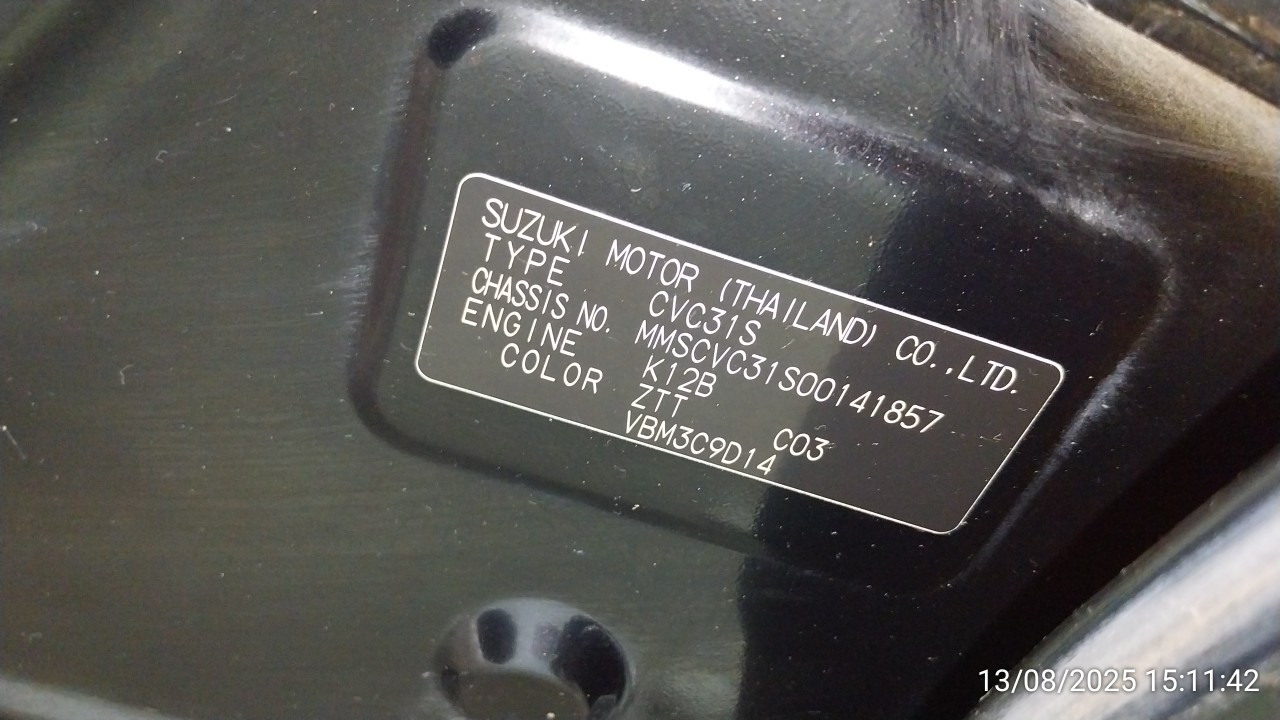 SUZUKI MOTOR (THAILAND) CO.,LTD.
TYPE CVC31S
CHASSIS NO. MMSCVC31S00141857
ENGINE K12B
COLOR ZTT C03
VBM3C9D14
13/08/2025 15:11:42